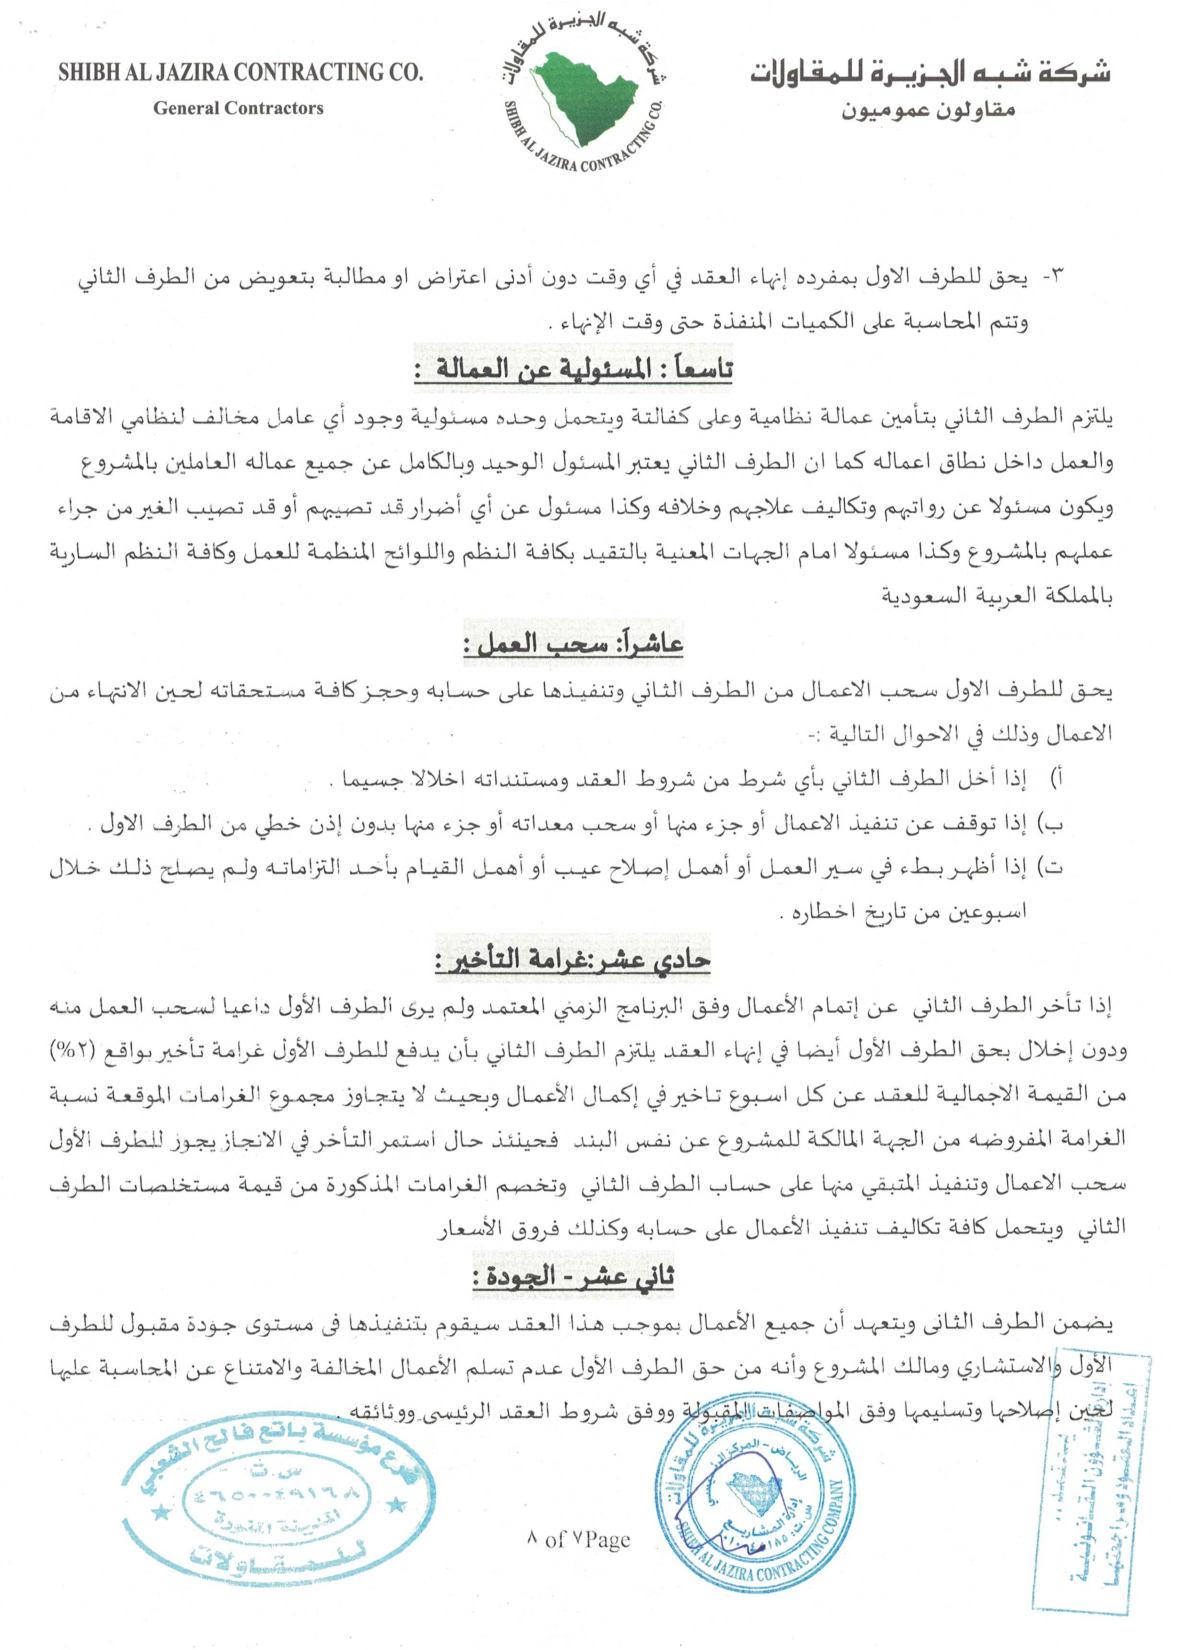 SHIBH AL JAZIRA CONTRACTING CO.
General Contractors
شركة شبه الجزيرة للمقاولات
SHIBH AL JAZIRA CONTRACTING CO.
شركة شبه الجزيرة للمقاولات
مقاولون عموميون
٣- يحق للطرف الاول بمفرده إنهاء العقد في أي وقت دون أدنى اعتراض او مطالبة بتعويض من الطرف الثاني
وتتم المحاسبة على الكميات المنفذة حتى وقت الإنهاء .
تاسعاً : المسئولية عن العمالة :
يلتزم الطرف الثاني بتأمين عمالة نظامية وعلى كفالتة ويتحمل وحده مسئولية وجود أي عامل مخالف لنظامي الاقامة
والعمل داخل نطاق اعماله كما ان الطرف الثاني يعتبر المسئول الوحيد وبالكامل عن جميع عماله العاملين بالمشروع
ويكون مسئولا عن رواتبهم وتكاليف علاجهم وخلافه وكذا مسئول عن أي أضرار قد تصيبهم أو قد تصيب الغير من جراء
عملهم بالمشروع وكذا مسئولا امام الجهات المعنية بالتقيد بكافة النظم واللوائح المنظمة للعمل وكافة النظم السارية
بالمملكة العربية السعودية
عاشراً: سحب العمل :
يحق للطرف الاول سحب الاعمال من الطرف الثاني وتنفيذها على حسابه وحجز كافة مستحقاته لحين الانتهاء من
الاعمال وذلك في الاحوال التالية :-
أ) إذا أخل الطرف الثاني بأي شرط من شروط العقد ومستنداته اخلالا جسيما .
ب) إذا توقف عن تنفيذ الاعمال أو جزء منها أو سحب معداته أو جزء منها بدون إذن خطي من الطرف الاول .
ت) إذا أظهر بطء في سير العمل أو أهمل إصلاح عيب أو أهمل القيام بأحد التزاماته ولم يصلح ذلك خلال
اسبوعين من تاريخ اخطاره .
حادي عشر:غرامة التأخير :
إذا تأخر الطرف الثاني عن إتمام الأعمال وفق البرنامج الزمني المعتمد ولم يرى الطرف الأول داعيا لسحب العمل منه
ودون إخلال بحق الطرف الأول أيضا في إنهاء العقد يلتزم الطرف الثاني بأن يدفع للطرف الأول غرامة تأخير بواقع (٢%)
من القيمة الاجمالية للعقد عن كل اسبوع تاخير في إكمال الأعمال وبحيث لا يتجاوز مجموع الغرامات الموقعة نسبة
الغرامة المفروضه من الجهة المالكة للمشروع عن نفس البند فحينئذ حال استمر التأخر في الانجاز يجوز للطرف الأول
سحب الاعمال وتنفيذ المتبقي منها على حساب الطرف الثاني وتخصم الغرامات المذكورة من قيمة مستخلصات الطرف
الثاني ويتحمل كافة تكاليف تنفيذ الأعمال على حسابه وكذلك فروق الأسعار
ثاني عشر - الجودة :
يضمن الطرف الثانى ويتعهد أن جميع الأعمال بموجب هذا العقد سيقوم بتنفيذها فى مستوى جودة مقبول للطرف
الأول والاستشاري ومالك المشروع وأنه من حق الطرف الأول عدم تسلم الأعمال المخالفة والامتناع عن المحاسبة عليها
لحين إصلاحها وتسليمها وفق المواصفات المقبولة ووفق شروط العقد الرئيسى ووثائقه .
فرع مؤسسة باتع فالح الشعيبي
س.ت
٤٦٥٠٠٤٩١٦٨
المدينة المنورة
للمقاولات
شركة شبه الجزيرة للمقاولات
الرياض - المركز الرئيسي
إدارة المشاريع
SHIBH AL JAZIRA CONTRACTING COMPANY
إدارة الشؤون القانونية
إعداد العقود ومراجعتها
٨ of ٧Page